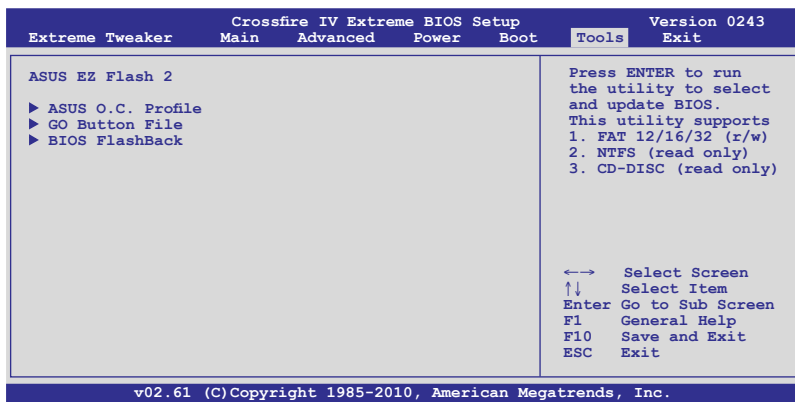 Crossfire IV Extreme BIOS Setup Version 0243
Extreme Tweaker Main Advanced Power Boot Tools Exit
ASUS EZ Flash 2
▶ ASUS O.C. Profile
▶ GO Button File
▶ BIOS FlashBack
Press ENTER to run
the utility to select
and update BIOS.
This utility supports
1. FAT 12/16/32 (r/w)
2. NTFS (read only)
3. CD-DISC (read only)
←→ Select Screen
↑↓ Select Item
Enter Go to Sub Screen
F1 General Help
F10 Save and Exit
ESC Exit
v02.61 (C)Copyright 1985-2010, American Megatrends, Inc.